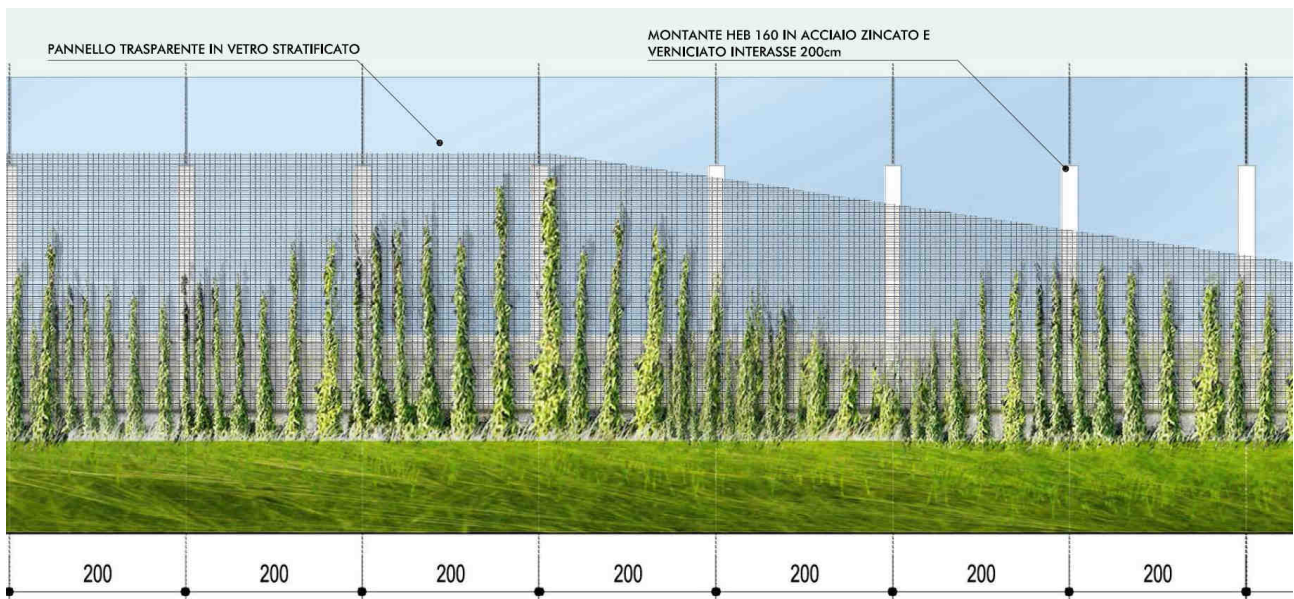 PANNELLO TRASPARENTE IN VETRO STRATIFICATO
MONTANTE HEB 160 IN ACCIAIO ZINCATO E
VERNICIATO INTERASSE 200cm
200 200 200 200 200 200 200